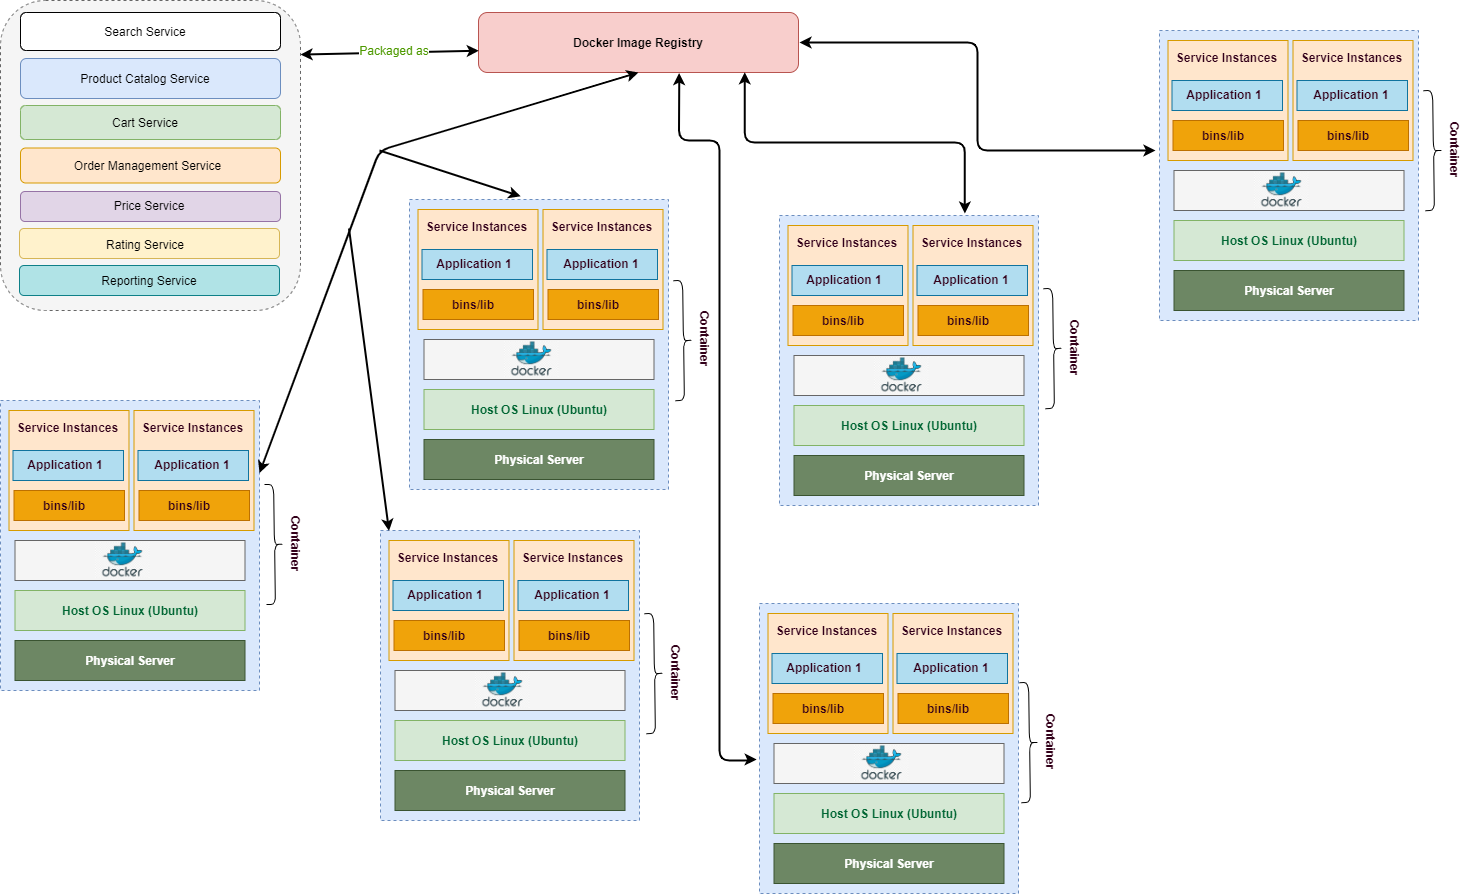 Search Service
Product Catalog Service
Cart Service
Order Management Service
Price Service
Rating Service
Reporting Service
Packaged as
Docker Image Registry
Service Instances Service Instances
Application 1 Application 1
bins/lib bins/lib
docker
Host OS Linux (Ubuntu)
Physical Server
Container
Service Instances Service Instances
Application 1 Application 1
bins/lib bins/lib
docker
Host OS Linux (Ubuntu)
Physical Server
Container
Service Instances Service Instances
Application 1 Application 1
bins/lib bins/lib
docker
Host OS Linux (Ubuntu)
Physical Server
Container
Service Instances Service Instances
Application 1 Application 1
bins/lib bins/lib
docker
Host OS Linux (Ubuntu)
Physical Server
Container
Service Instances Service Instances
Application 1 Application 1
bins/lib bins/lib
docker
Host OS Linux (Ubuntu)
Physical Server
Container
Service Instances Service Instances
Application 1 Application 1
bins/lib bins/lib
docker
Host OS Linux (Ubuntu)
Physical Server
Container